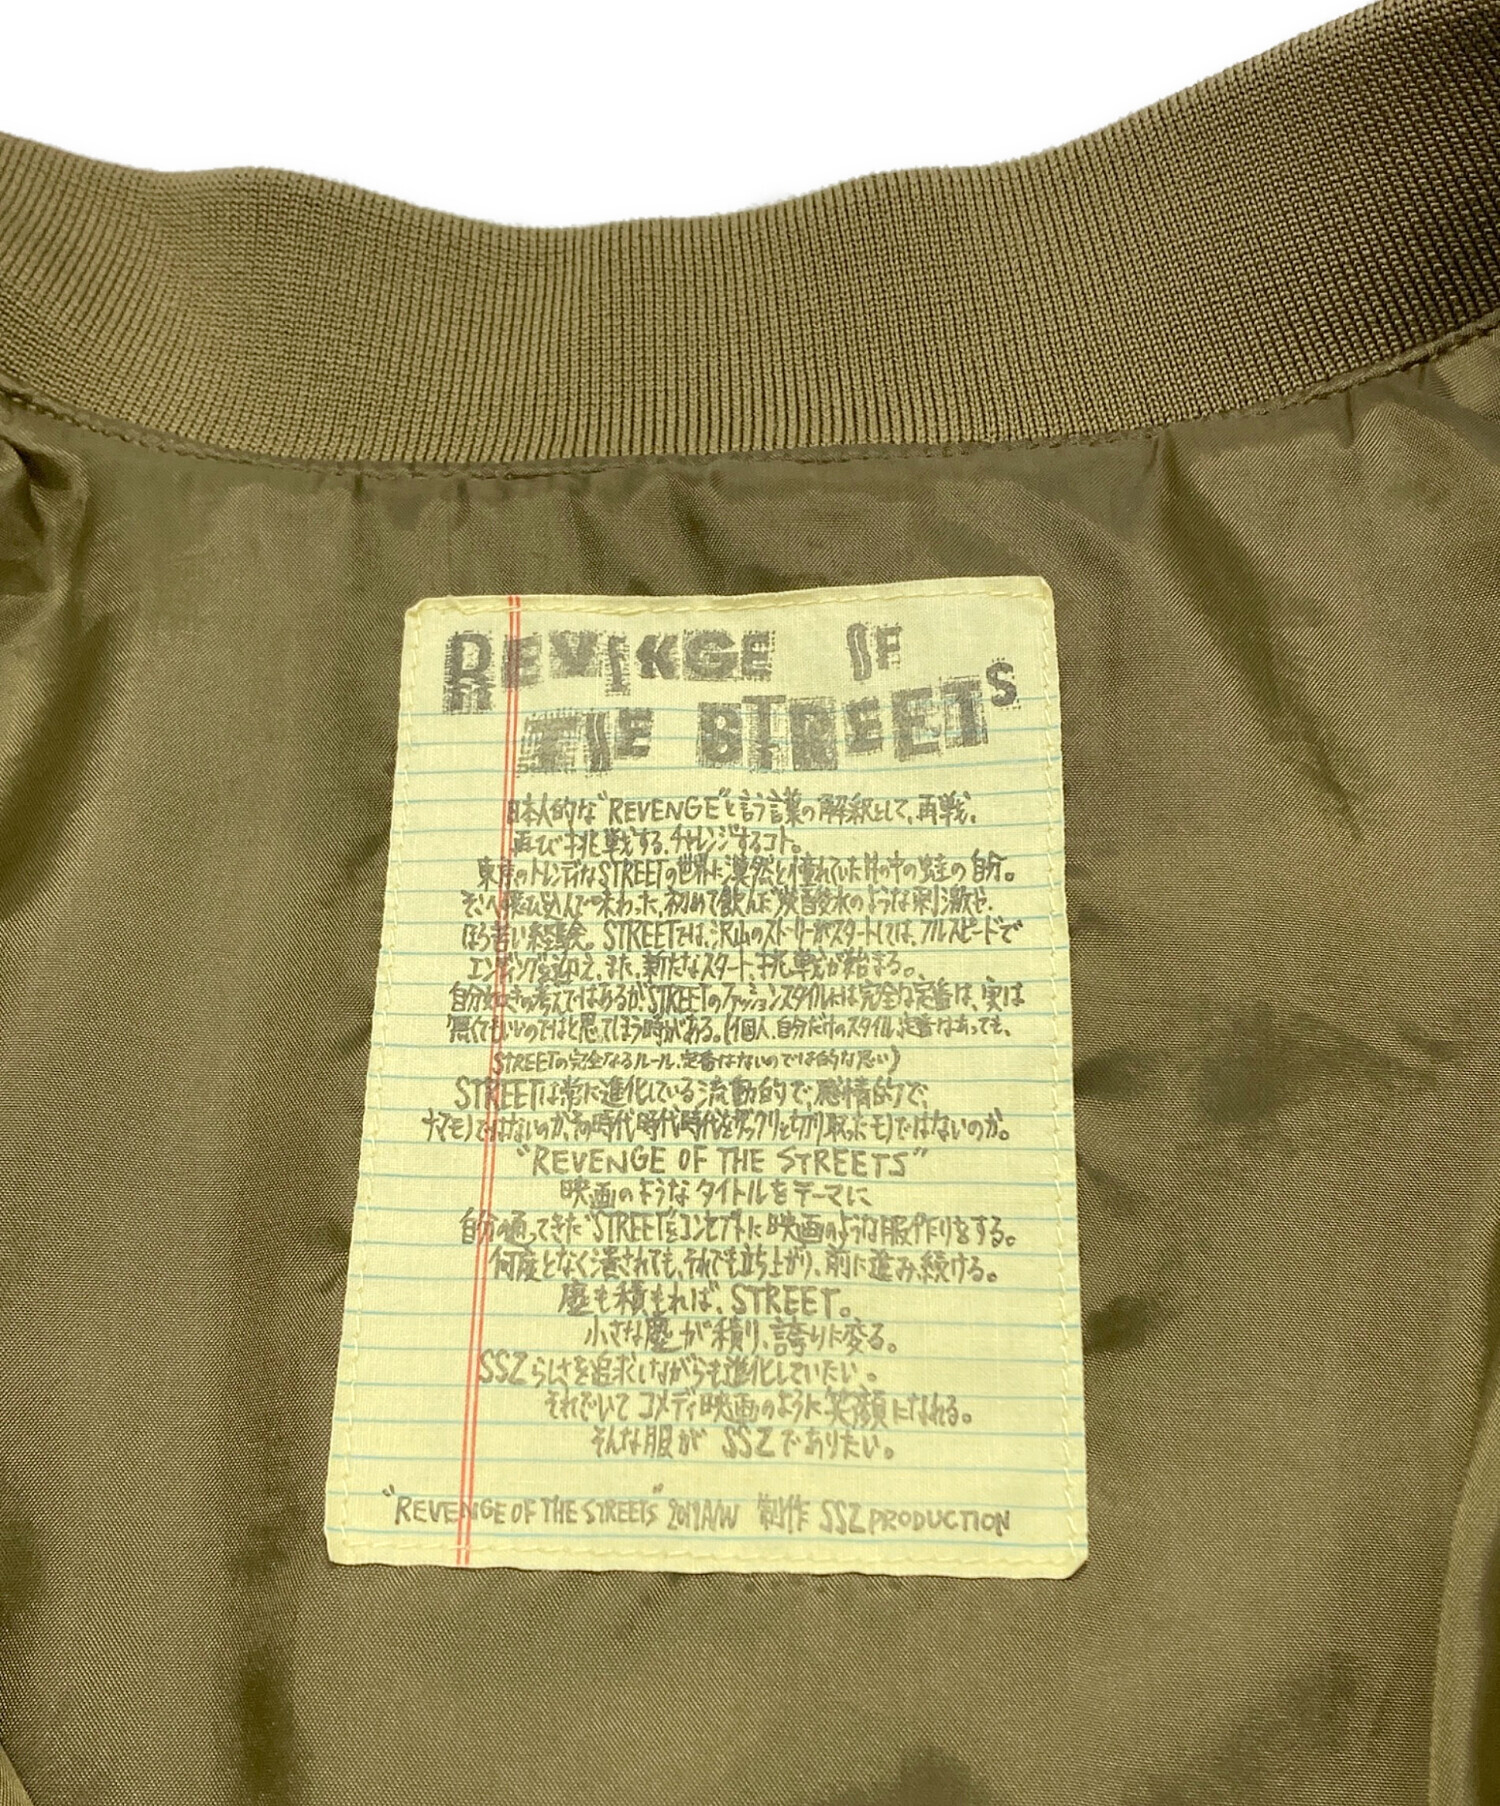 REVENGE OF
THE STREETS
日本人的な"REVENGE"と言う言葉の解釈として、再戦。
再び挑戦する、チャレンジするコト。
東京のトレンディなSTREETの世界に漠然と憧れていた井の中の蛙の自分。
そこへ飛び込んで味わった、初めて飲んだ炭酸飲水のような刺激や、
ほろ苦い経験。STREETでは、沢山のストーリーがスタートしては、フルスピードで
エンディングを迎え、また、新たなスタート、挑戦が始まる。
自分好きの考えではあるが、STREETのファッションスタイルには完全な定番は、実は
無くてもいいのではと思ってしまう時がある。(個人、自分だけのスタイル、定番はあっても、
STREETの完全なるルール、定番はないのでは的な思い)
STREETは常に進化している流動的で、感情的で、
ナマモノではないのか、その時代時代時代をザックリと切り取ったモノではないのか。
"REVENGE OF THE STREETS"
映画のようなタイトルをテーマに
自分の通ってきた"STREET"をコンセプトに映画のような服作りをする。
何度となく潰されても、それでも立ち上がり、前に進み続ける。
塵も積もれば、STREET。
小さな塵が積り、誇りに変る。
SSZらしさを追求しながらも進化していたい。
それでいてコメディ映画のように笑顔になれる。
そんな服が SSZでありたい。
"REVENGE OF THE STREETS" A/W 制作 SSZ PRODUCTION